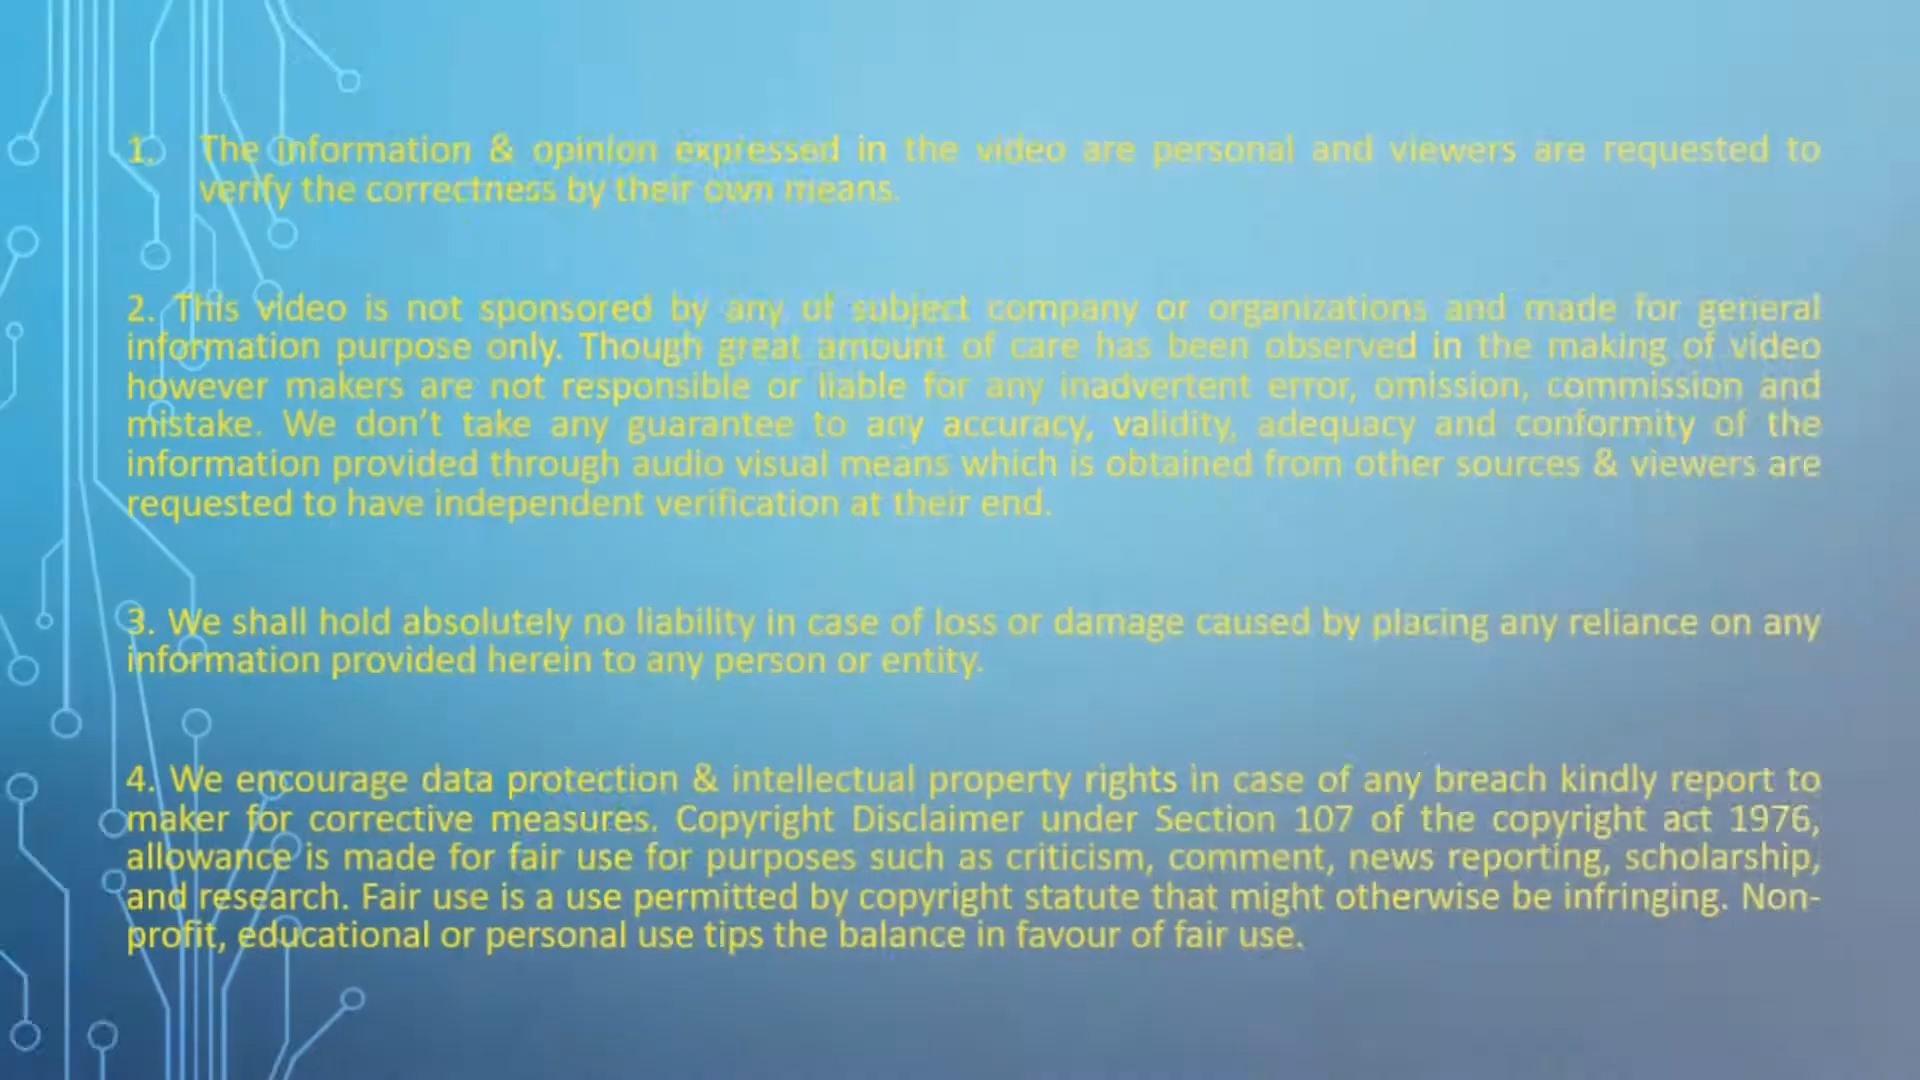 1. The information & opinion expressed in the video are personal and viewers are requested to
verify the correctness by their own means.
2. This video is not sponsored by any of subject company or organizations and made for general
information purpose only. Though great amount of care has been observed in the making of video
however makers are not responsible or liable for any inadvertent error, omission, commission and
mistake. We don’t take any guarantee to any accuracy, validity, adequacy and conformity of the
information provided through audio visual means which is obtained from other sources & viewers are
requested to have independent verification at their end.
3. We shall hold absolutely no liability in case of loss or damage caused by placing any reliance on any
information provided herein to any person or entity.
4. We encourage data protection & intellectual property rights in case of any breach kindly report to
maker for corrective measures. Copyright Disclaimer under Section 107 of the copyright act 1976,
allowance is made for fair use for purposes such as criticism, comment, news reporting, scholarship,
and research. Fair use is a use permitted by copyright statute that might otherwise be infringing. Non-
profit, educational or personal use tips the balance in favour of fair use.